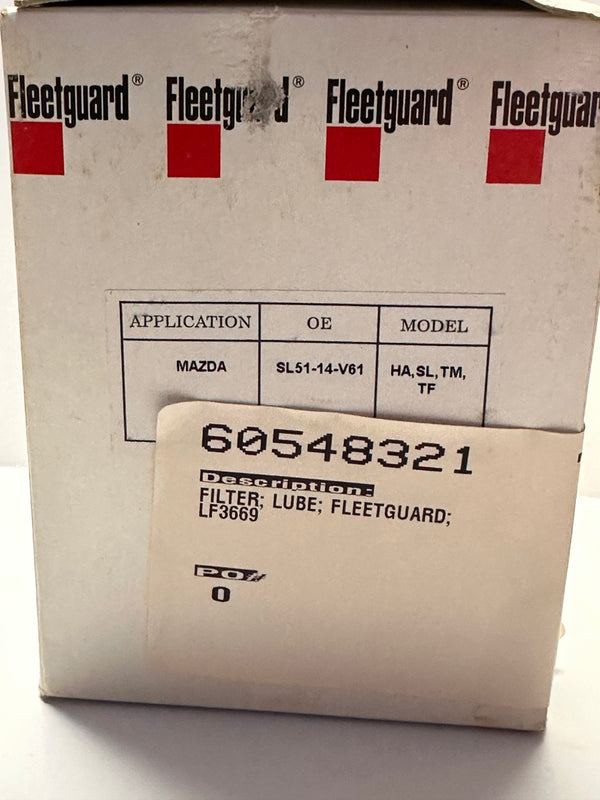 Fleetguard® Fleetguard® Fleetguard® Fleetguar
APPLICATION OE MODEL
MAZDA SL51-14-V61 HA,SL,TM,
TF
60548321
Description:
FILTER; LUBE; FLEETGUARD;
LF3669
PO#
0